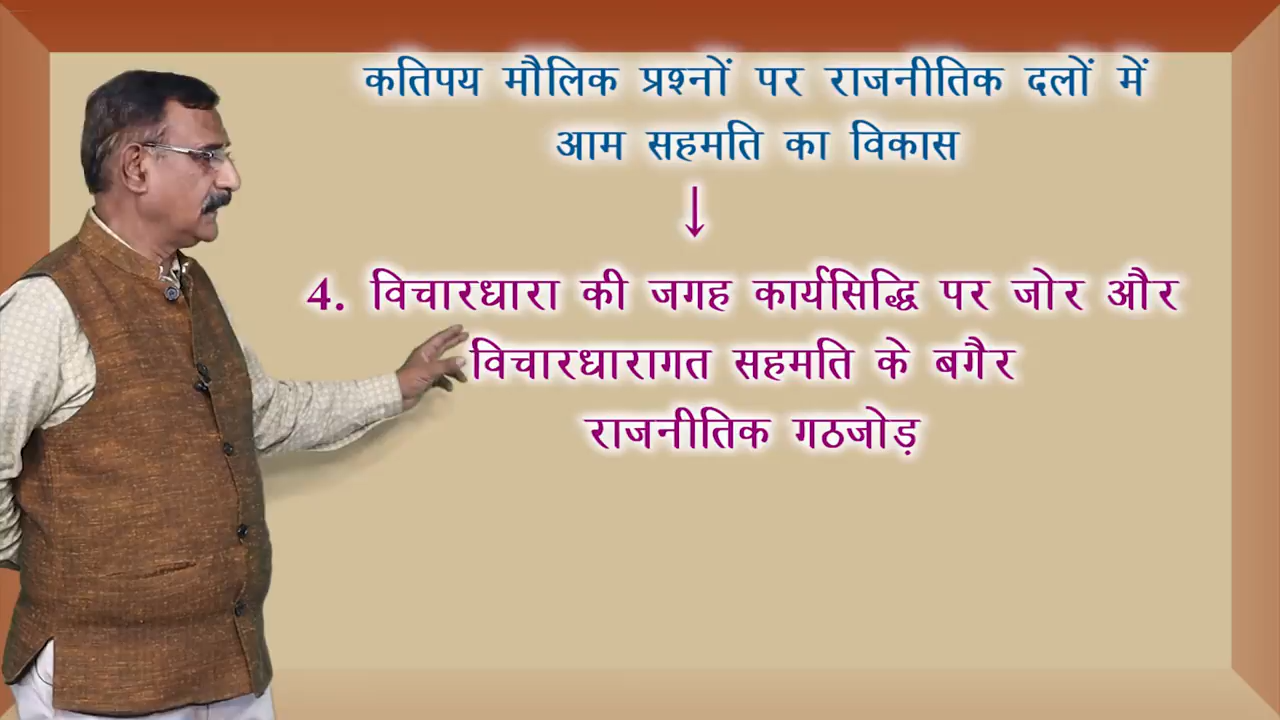 कतिपय मौलिक प्रश्नों पर राजनीतिक दलों में
आम सहमति का विकास
↓
4. विचारधारा की जगह कार्यसिद्धि पर जोर और
विचारधारागत सहमति के बगैर
राजनीतिक गठजोड़